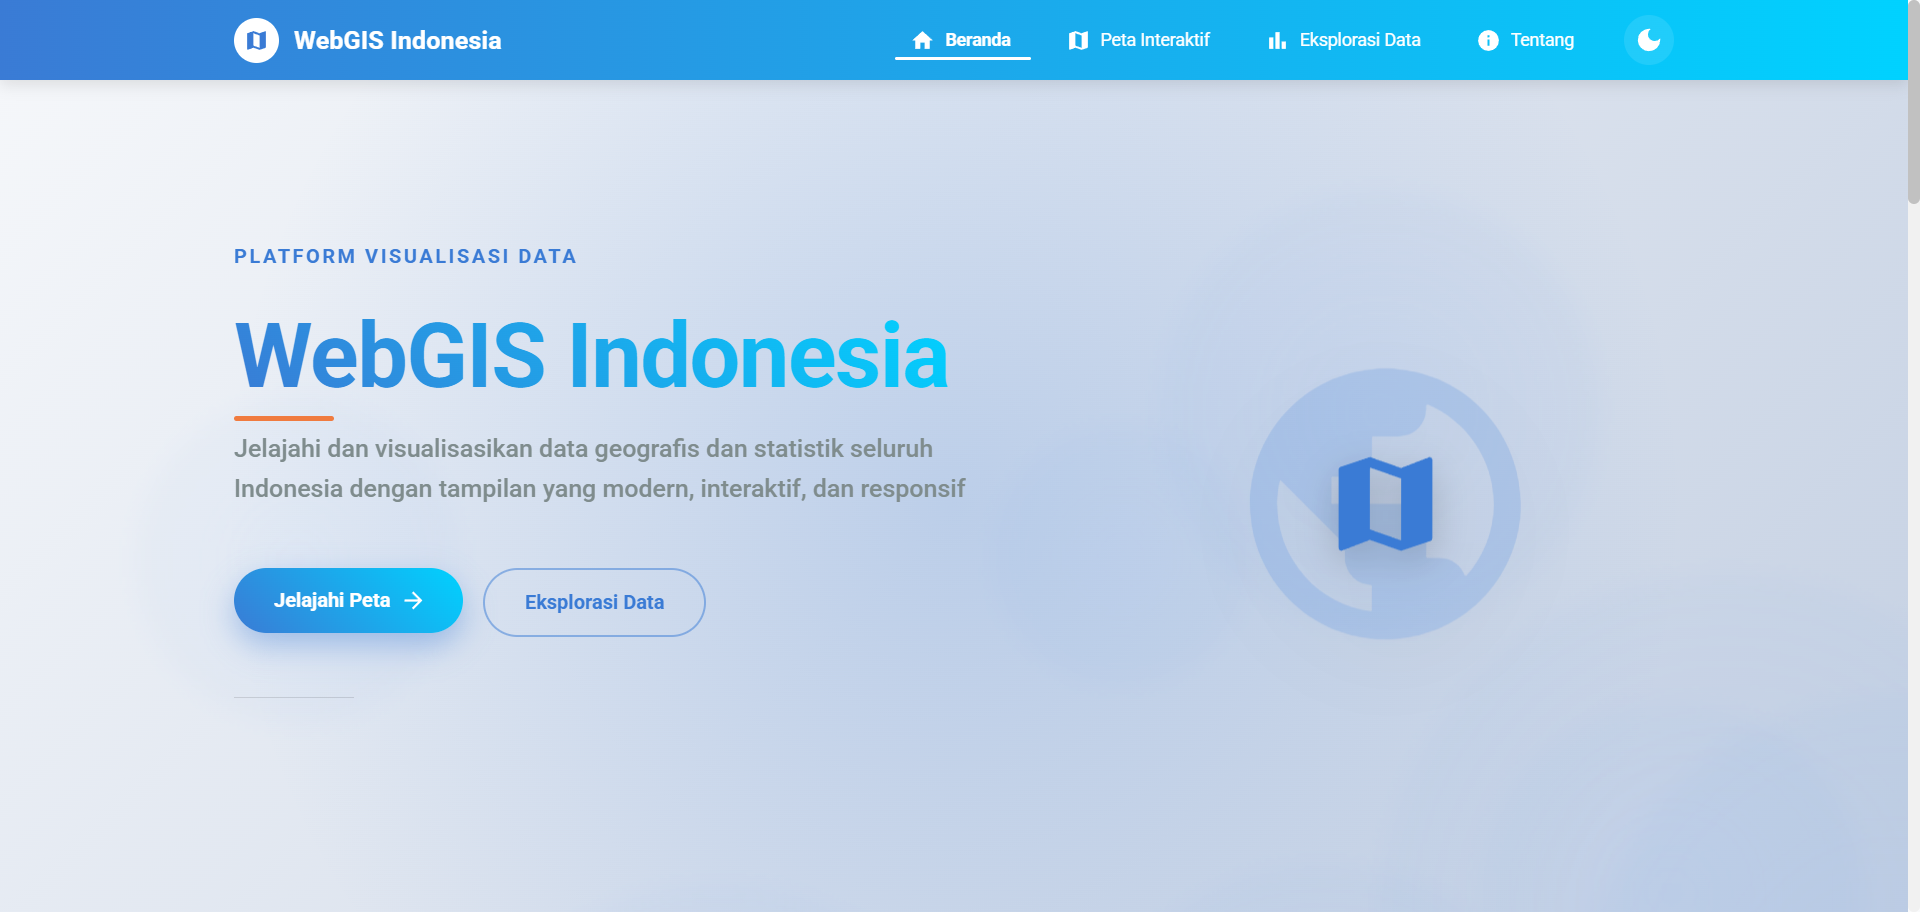 WebGIS Indonesia
Beranda
Peta Interaktif
Eksplorasi Data
Tentang
PLATFORM VISUALISASI DATA
WebGIS Indonesia
Jelajahi dan visualisasikan data geografis dan statistik seluruh
Indonesia dengan tampilan yang modern, interaktif, dan responsif
Jelajahi Peta
Eksplorasi Data